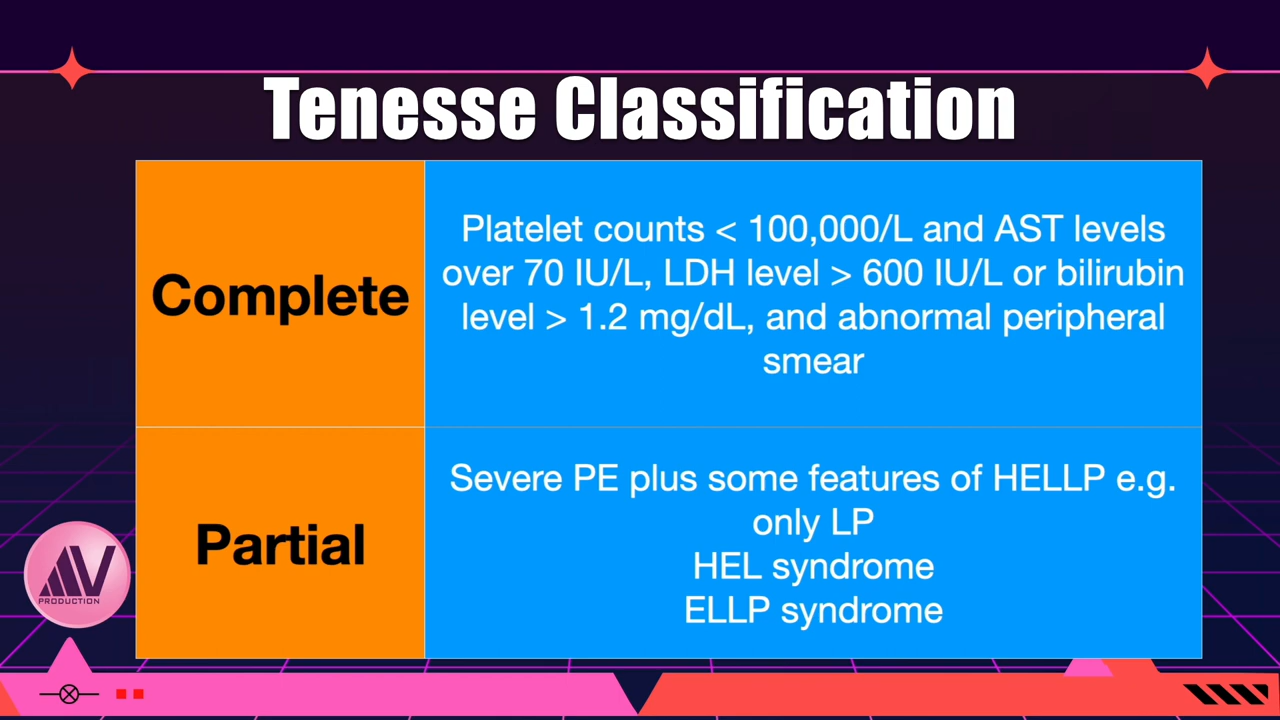 Tenesse Classification
Complete
Platelet counts < 100,000/L and AST levels
over 70 IU/L, LDH level > 600 IU/L or bilirubin
level > 1.2 mg/dL, and abnormal peripheral
smear
Partial
Severe PE plus some features of HELLP e.g.
only LP
HEL syndrome
ELLP syndrome
AV
PRODUCTION